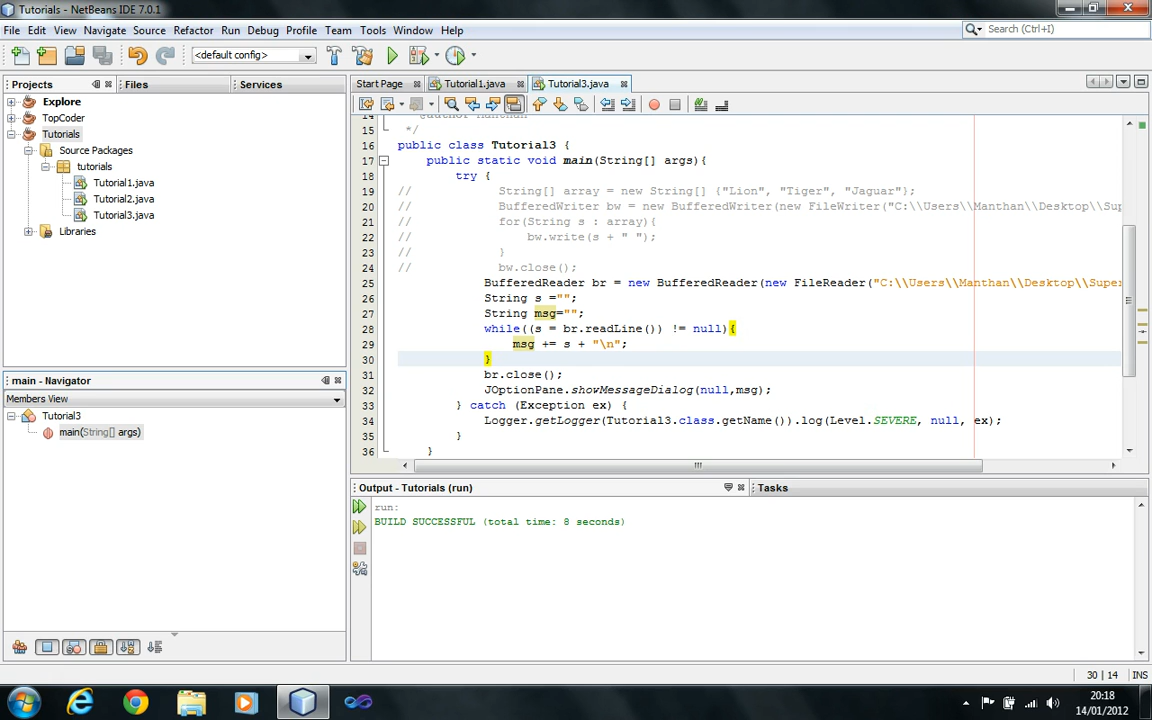 Tutorials - NetBeans IDE 7.0.1
File Edit View Navigate Source Refactor Run Debug Profile Team Tools Window Help
Search (Ctrl+I)
<default config>
Projects Files Services
Explore
TopCoder
Tutorials
Source Packages
tutorials
Tutorial1.java
Tutorial2.java
Tutorial3.java
Libraries
main - Navigator
Members View
Tutorial3
main(String[] args)
Start Page Tutorial1.java Tutorial3.java
15 */
16 public class Tutorial3 {
17 public static void main(String[] args){
18 try {
19 // String[] array = new String[] {"Lion", "Tiger", "Jaguar"};
20 // BufferedWriter bw = new BufferedWriter(new FileWriter("C:\\Users\\Manthan\\Desktop\\Sup
21 // for(String s : array){
22 // bw.write(s + " ");
23 // }
24 // bw.close();
25 BufferedReader br = new BufferedReader(new FileReader("C:\\Users\\Manthan\\Desktop\\Super
26 String s ="";
27 String msg="";
28 while((s = br.readLine()) != null){
29 msg += s + "\n";
30 }
31 br.close();
32 JOptionPane.showMessageDialog(null,msg);
33 } catch (Exception ex) {
34 Logger.getLogger(Tutorial3.class.getName()).log(Level.SEVERE, null, ex);
35 }
36 }
Output - Tutorials (run) Tasks
run:
BUILD SUCCESSFUL (total time: 8 seconds)
30 | 14 INS
20:18
14/01/2012